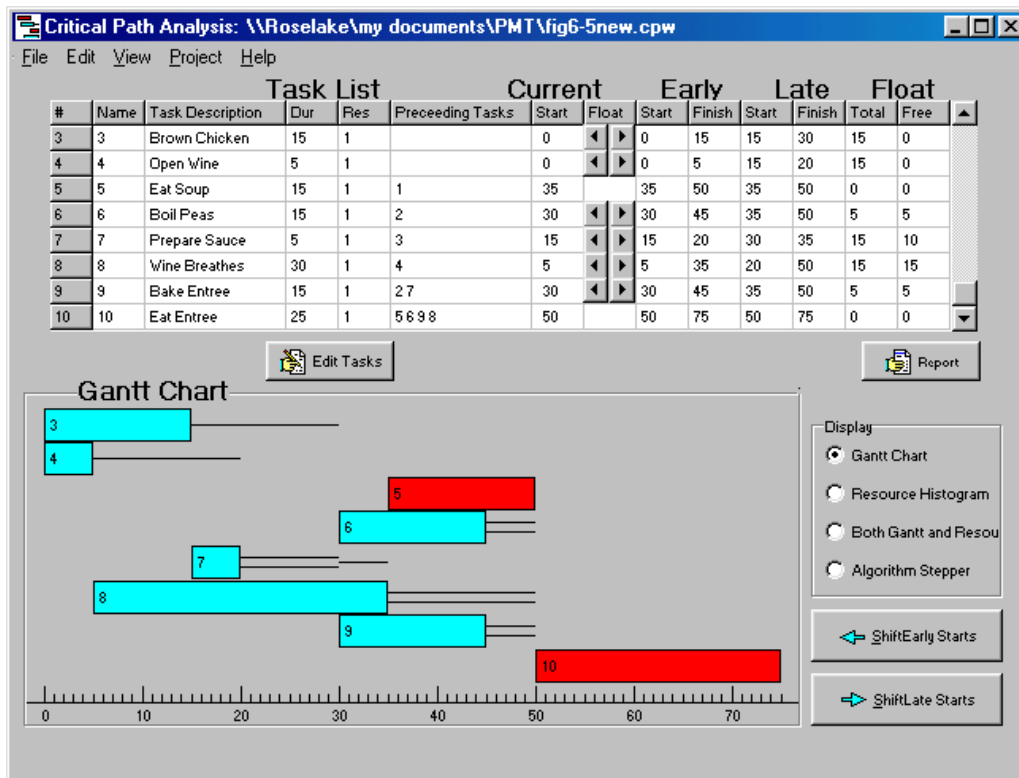 Critical Path Analysis: \\Roselake\my documents\PMT\fig6-5new.cpw
File Edit View Project Help
Task List Current Early Late Float
# Name Task Description Dur Res Preceeding Tasks Start Float Start Finish Start Finish Total Free
3 3 Brown Chicken 15 1 0 0 15 15 30 15 0
4 4 Open Wine 5 1 0 0 5 15 20 15 0
5 5 Eat Soup 15 1 1 35 35 50 35 50 0 0
6 6 Boil Peas 15 1 2 30 30 45 35 50 5 5
7 7 Prepare Sauce 5 1 3 15 15 20 30 35 15 10
8 8 Wine Breathes 30 1 4 5 5 35 20 50 15 15
9 9 Bake Entree 15 1 2 7 30 30 45 35 50 5 5
10 10 Eat Entree 25 1 5 6 9 8 50 50 75 50 75 0 0
Edit Tasks Report
Gantt Chart
3
4
5
6
7
8
9
10
0 10 20 30 40 50 60 70
Display
Gantt Chart
Resource Histogram
Both Gantt and Resou
Algorithm Stepper
ShiftEarly Starts
ShiftLate Starts